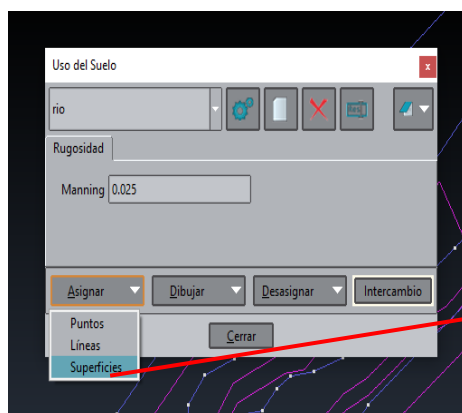 Uso del Suelo
x
rio
Rugosidad
Manning 0.025
Asignar Dibujar Desasignar Intercambio
Puntos
Líneas
Superficies
Cerrar